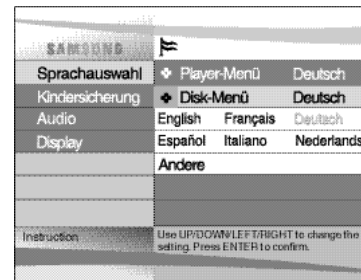 SAMSUNG
Sprachauswahl Player-Menü Deutsch
Kindersicherung Disk-Menü Deutsch
Audio English Français Deutsch
Display Español Italiano Nederlands
Andere
Instruction Use UP/DOWN/LEFT/RIGHT to change the
setting. Press ENTER to confirm.